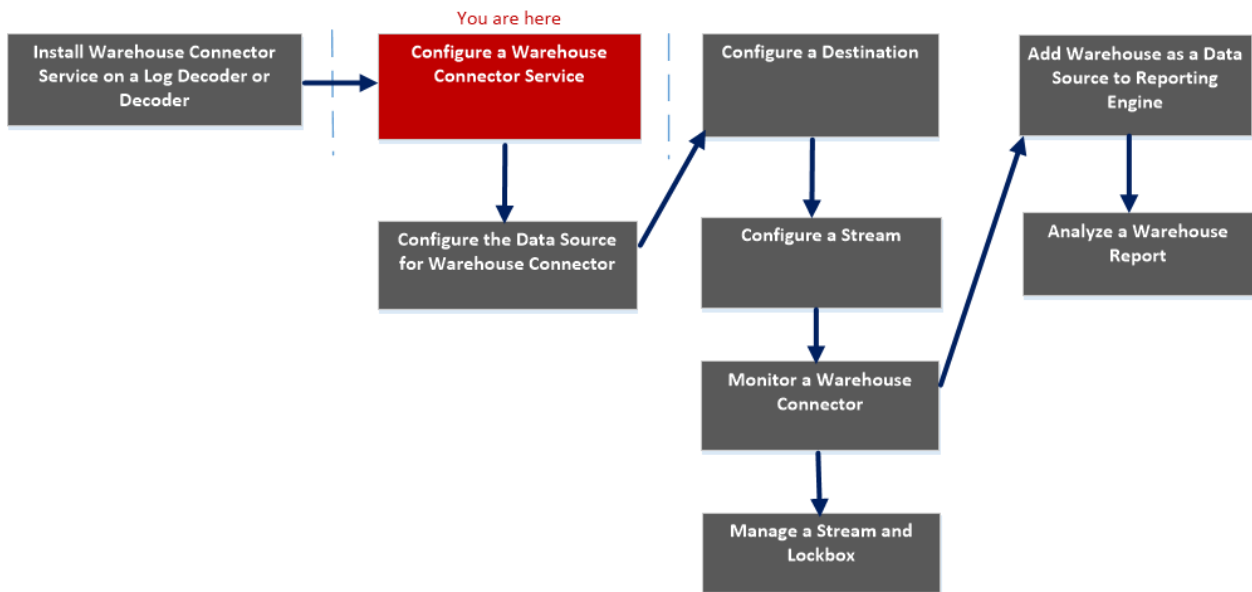 You are here
Install Warehouse Connector
Service on a Log Decoder or
Decoder
Configure a Warehouse
Connector Service
Configure the Data Source
for Warehouse Connector
Configure a Destination
Configure a Stream
Monitor a Warehouse
Connector
Manage a Stream and
Lockbox
Add Warehouse as a Data
Source to Reporting
Engine
Analyze a Warehouse
Report